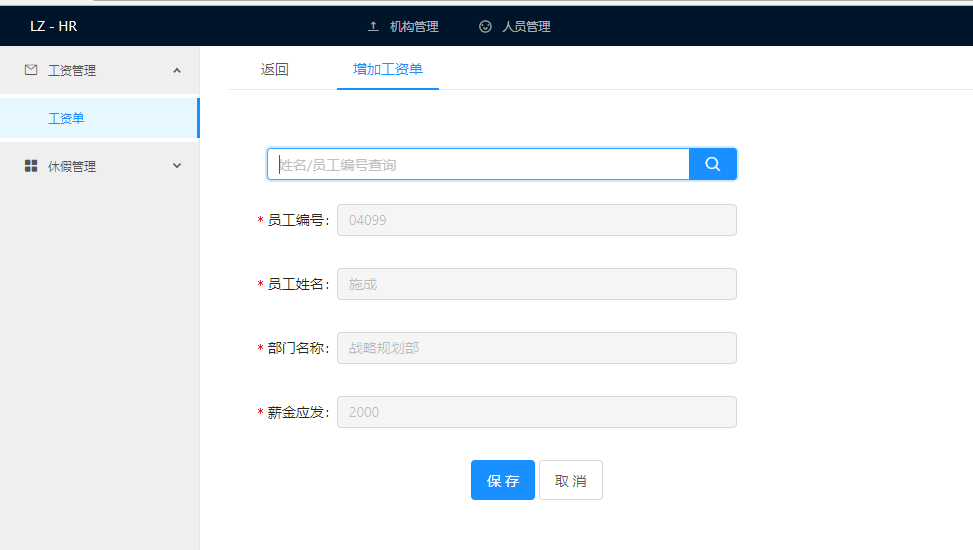 LZ - HR
机构管理
人员管理
工资管理
工资单
休假管理
返回
增加工资单
姓名/员工编号查询
* 员工编号: 04099
* 员工姓名: 施成
* 部门名称: 战略规划部
* 薪金应发: 2000
保 存
取 消